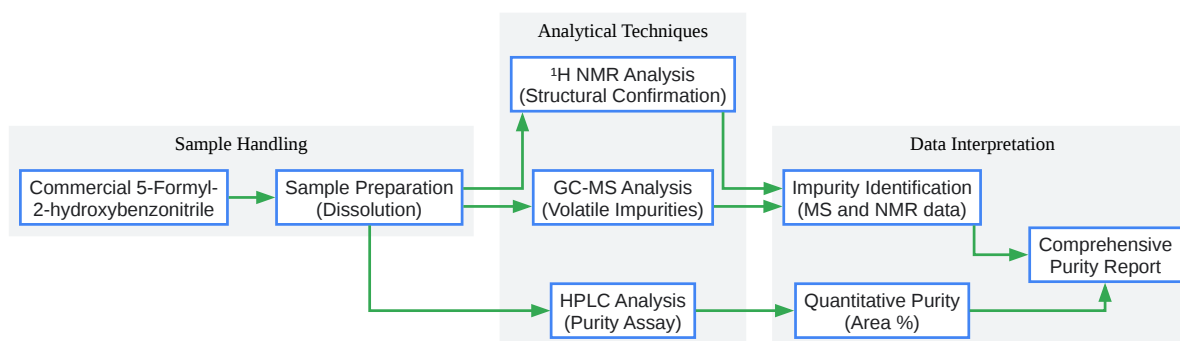 Analytical Techniques
¹H NMR Analysis
(Structural Confirmation)
Sample Handling
Data Interpretation
Commercial 5-Formyl-
2-hydroxybenzonitrile
Sample Preparation
(Dissolution)
GC-MS Analysis
(Volatile Impurities)
Impurity Identification
(MS and NMR data)
Comprehensive
Purity Report
HPLC Analysis
(Purity Assay)
Quantitative Purity
(Area %)